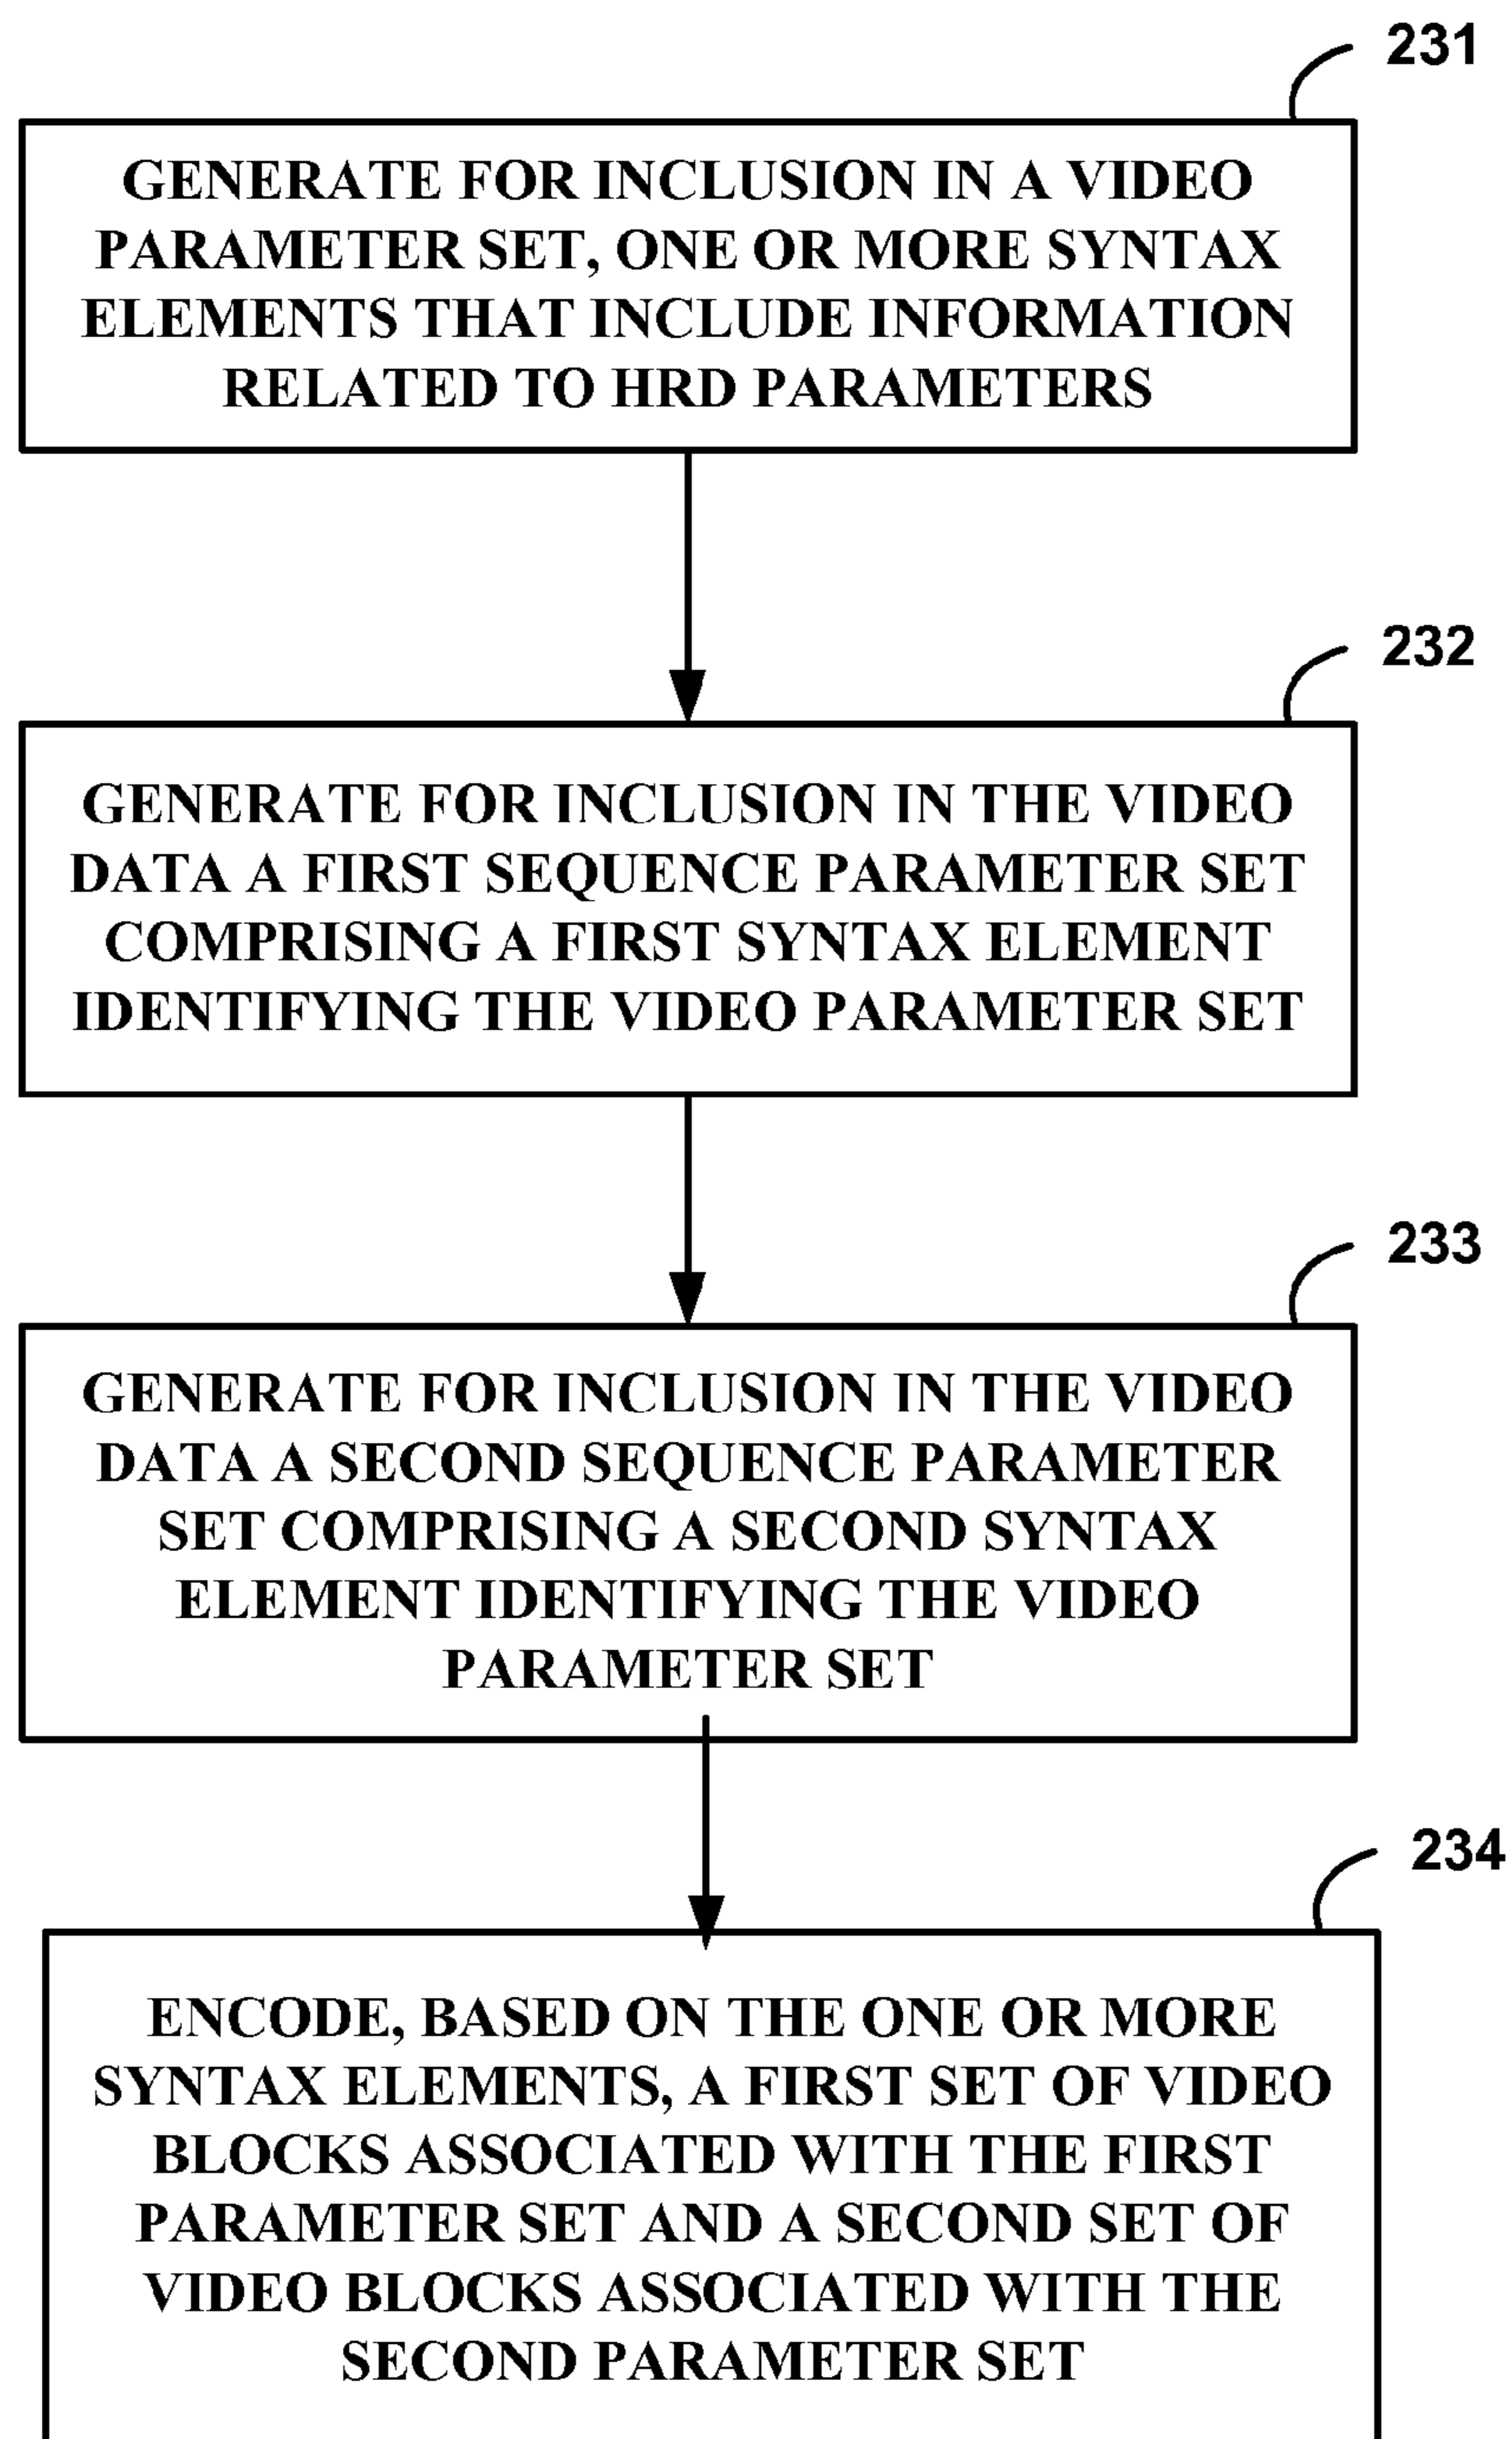 231
GENERATE FOR INCLUSION IN A VIDEO
PARAMETER SET, ONE OR MORE SYNTAX
ELEMENTS THAT INCLUDE INFORMATION
RELATED TO HRD PARAMETERS
232
GENERATE FOR INCLUSION IN THE VIDEO
DATA A FIRST SEQUENCE PARAMETER SET
COMPRISING A FIRST SYNTAX ELEMENT
IDENTIFYING THE VIDEO PARAMETER SET
233
GENERATE FOR INCLUSION IN THE VIDEO
DATA A SECOND SEQUENCE PARAMETER
SET COMPRISING A SECOND SYNTAX
ELEMENT IDENTIFYING THE VIDEO
PARAMETER SET
234
ENCODE, BASED ON THE ONE OR MORE
SYNTAX ELEMENTS, A FIRST SET OF VIDEO
BLOCKS ASSOCIATED WITH THE FIRST
PARAMETER SET AND A SECOND SET OF
VIDEO BLOCKS ASSOCIATED WITH THE
SECOND PARAMETER SET